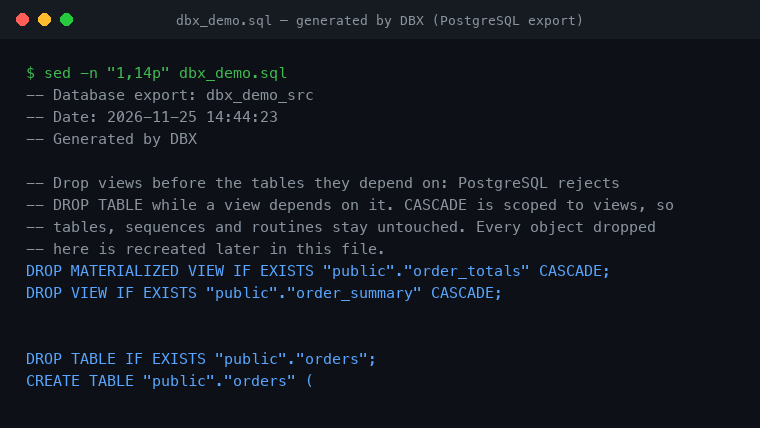 dbx_demo.sql — generated by DBX (PostgreSQL export)
$ sed -n "1,14p" dbx_demo.sql
-- Database export: dbx_demo_src
-- Date: 2026-11-25 14:44:23
-- Generated by DBX
-- Drop views before the tables they depend on: PostgreSQL rejects
-- DROP TABLE while a view depends on it. CASCADE is scoped to views, so
-- tables, sequences and routines stay untouched. Every object dropped
-- here is recreated later in this file.
DROP MATERIALIZED VIEW IF EXISTS "public"."order_totals" CASCADE;
DROP VIEW IF EXISTS "public"."order_summary" CASCADE;
DROP TABLE IF EXISTS "public"."orders";
CREATE TABLE "public"."orders" (